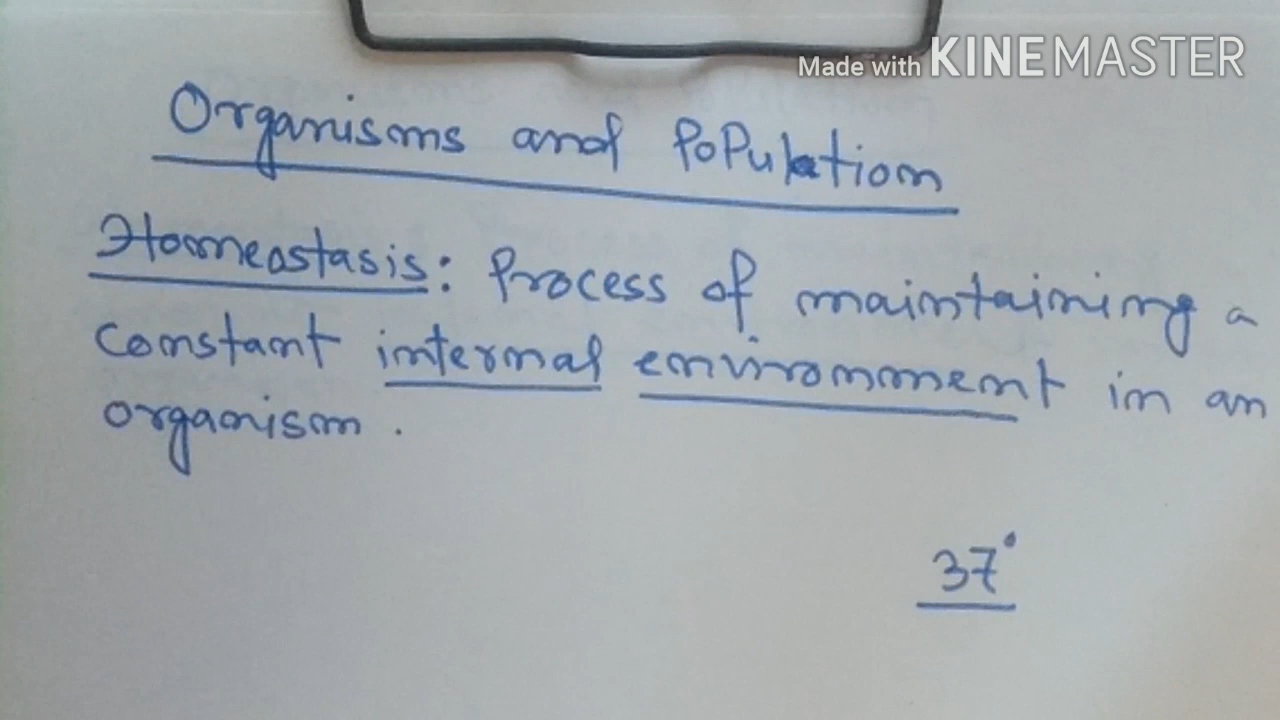 Made with KINEMASTER
Organisms and Population
Homeostasis: Process of maintaining a
constant internal environment in an
organism.
37°